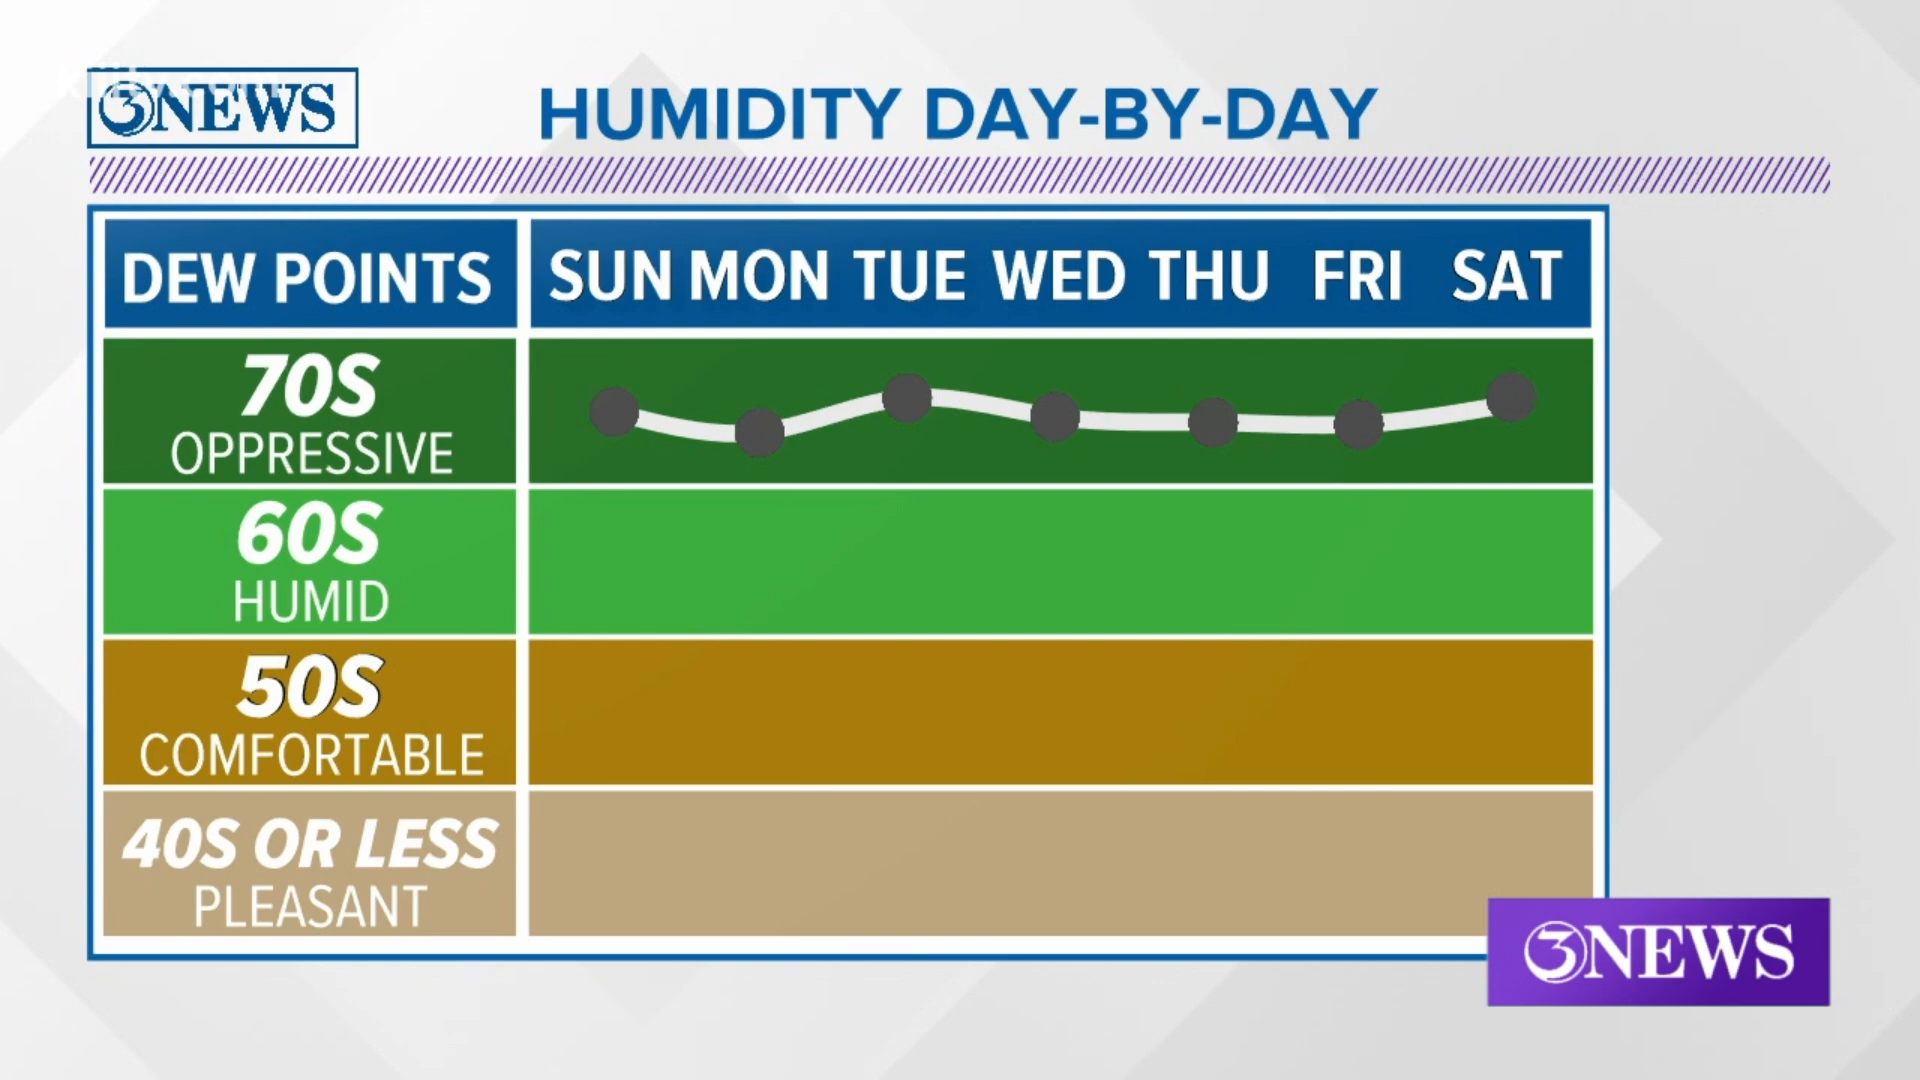 3NEWS
HUMIDITY DAY-BY-DAY
DEW POINTS
SUN MON TUE WED THU FRI SAT
70S
OPPRESSIVE
60S
HUMID
50S
COMFORTABLE
40S OR LESS
PLEASANT
3NEWS